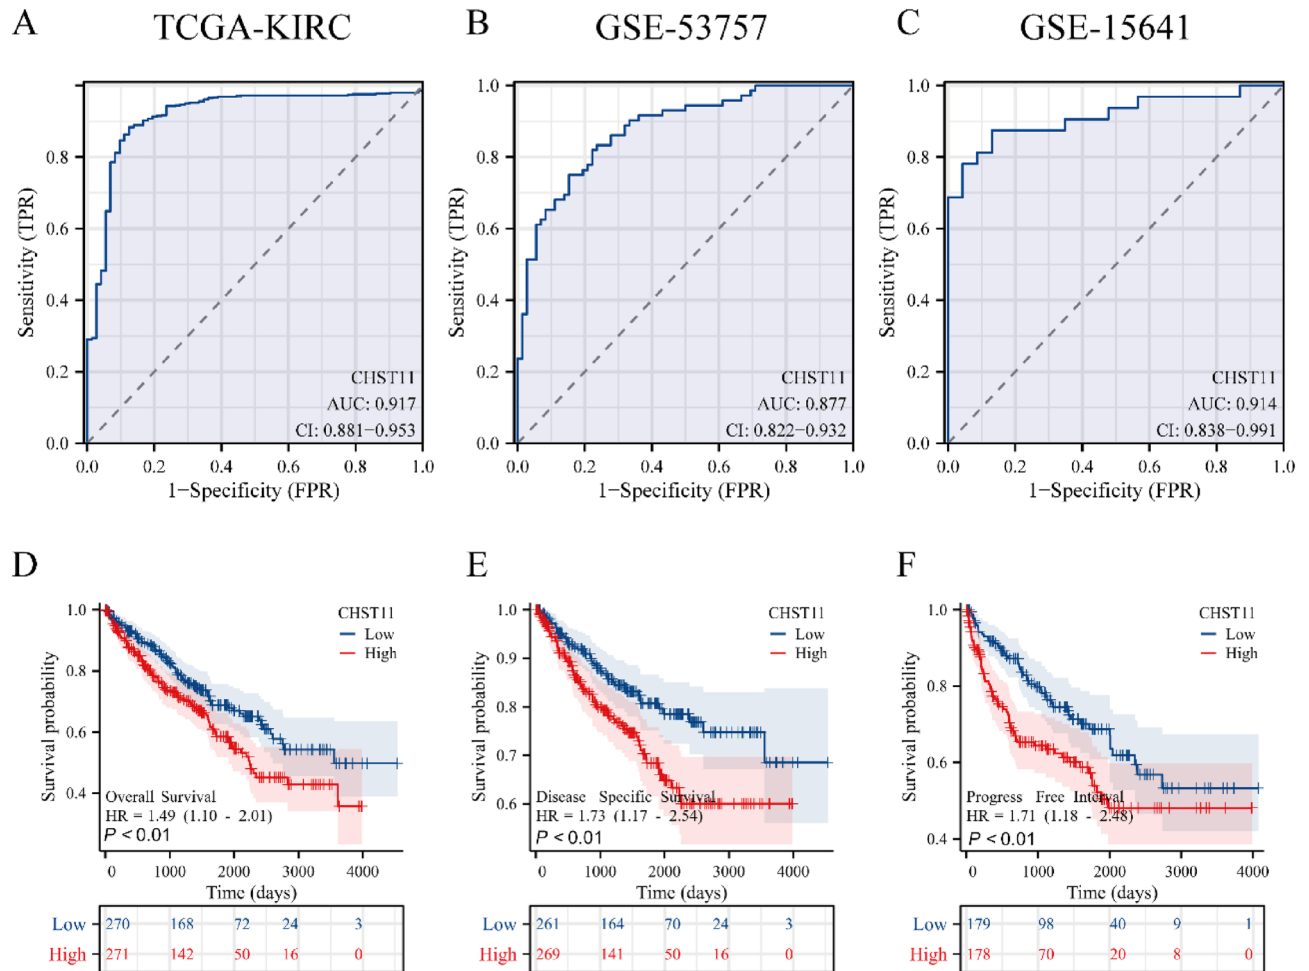 A TCGA-KIRC
B GSE-53757
C GSE-15641
Sensitivity (TPR)
0.8
0.6
0.4
0.2
0.0
CHST11
AUC: 0.917
CI: 0.881−0.953
0.0 0.2 0.4 0.6 0.8 1.0
1−Specificity (FPR)
Sensitivity (TPR)
1.0
0.8
0.6
0.4
0.2
0.0
CHST11
AUC: 0.877
CI: 0.822−0.932
0.0 0.2 0.4 0.6 0.8 1.0
1−Specificity (FPR)
Sensitivity (TPR)
1.0
0.8
0.6
0.4
0.2
0.0
CHST11
AUC: 0.914
CI: 0.838−0.991
0.0 0.2 0.4 0.6 0.8 1.0
1−Specificity (FPR)
D
Survival probability
1.0
0.8
0.6
0.4
CHST11
Low
High
Overall Survival
HR = 1.49 (1.10 - 2.01)
P < 0.01
0 1000 2000 3000 4000
Time (days)
Low 270 168 72 24 3
High 271 142 50 16 0
E
Survival probability
1.0
0.9
0.8
0.7
0.6
CHST11
Low
High
Disease Specific Survival
HR = 1.73 (1.17 - 2.54)
P < 0.01
0 1000 2000 3000 4000
Time (days)
Low 261 164 70 24 3
High 269 141 50 16 0
F
Survival probability
1.0
0.8
0.6
0.4
CHST11
Low
High
Progress Free Interval
HR = 1.71 (1.18 - 2.48)
P < 0.01
0 1000 2000 3000 4000
Time (days)
Low 179 98 40 9 1
High 178 70 20 8 0